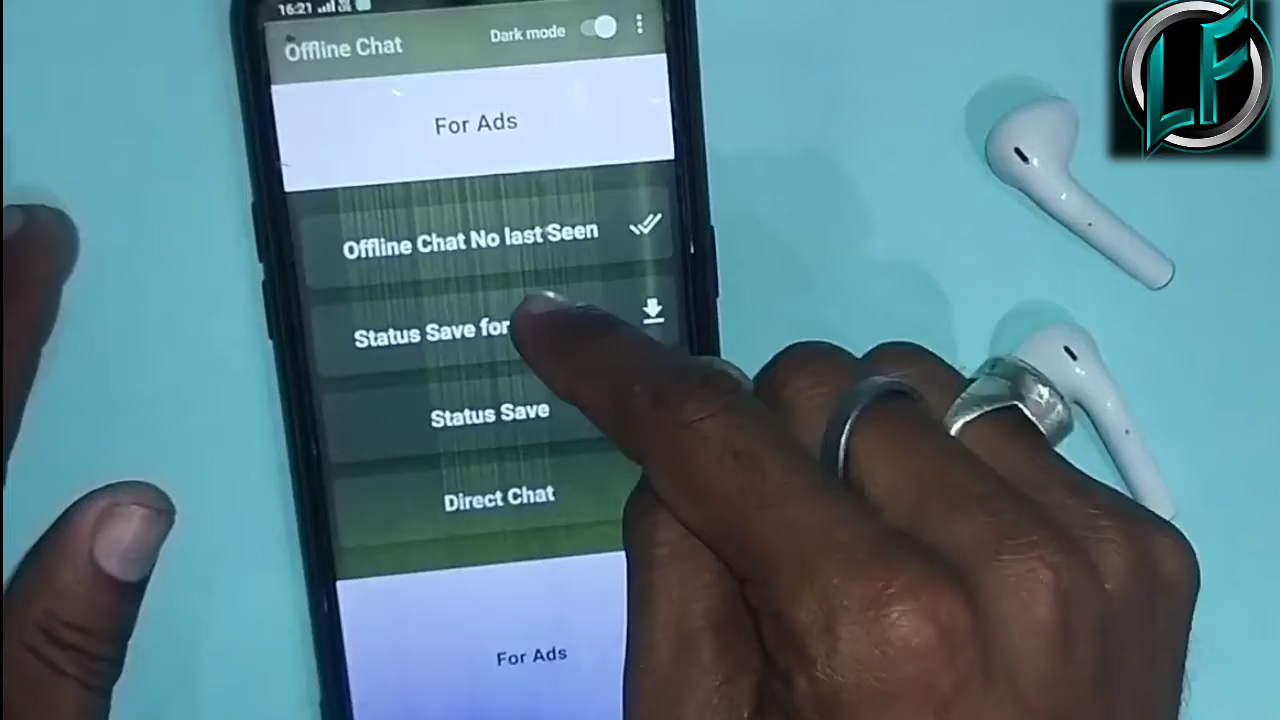 16:21
Offline Chat
Dark mode
For Ads
Offline Chat No last Seen
Status Save for
Status Save
Direct Chat
For Ads
LF